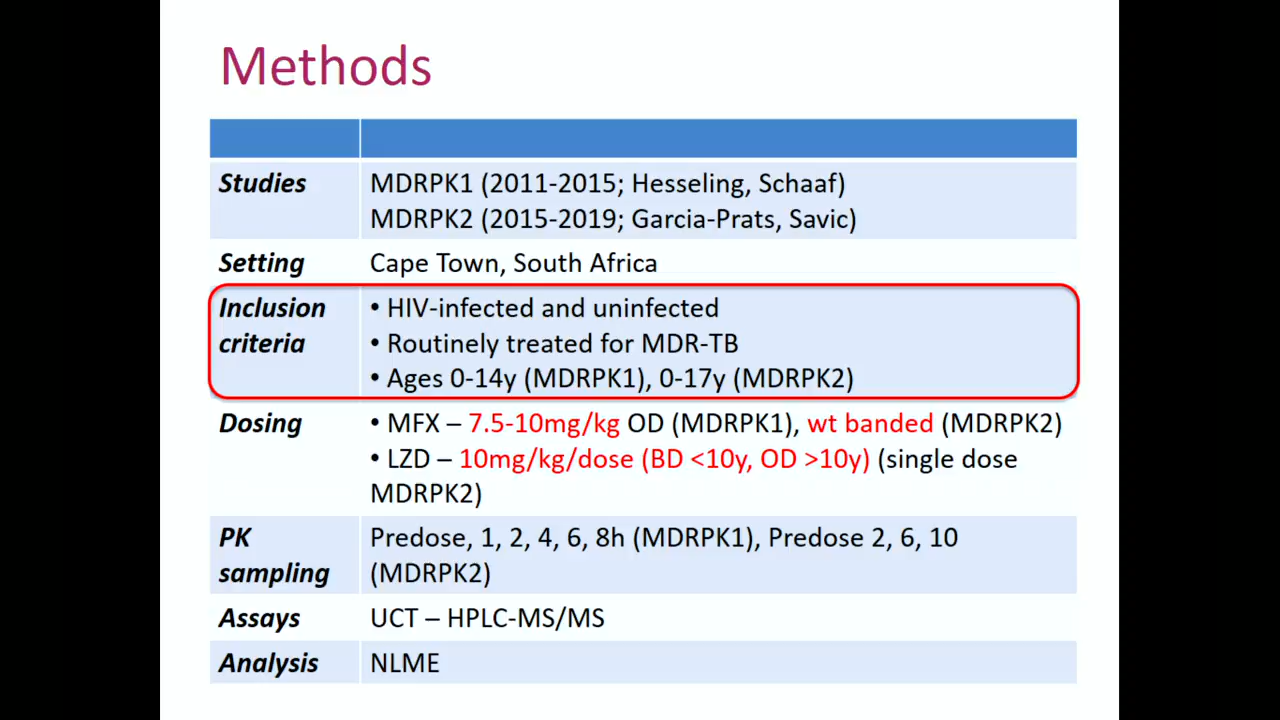 Methods
Studies
MDRPK1 (2011-2015; Hesseling, Schaaf)
MDRPK2 (2015-2019; Garcia-Prats, Savic)
Setting
Cape Town, South Africa
Inclusion
criteria
• HIV-infected and uninfected
• Routinely treated for MDR-TB
• Ages 0-14y (MDRPK1), 0-17y (MDRPK2)
Dosing
• MFX – 7.5-10mg/kg OD (MDRPK1), wt banded (MDRPK2)
• LZD – 10mg/kg/dose (BD <10y, OD >10y) (single dose
MDRPK2)
PK
sampling
Predose, 1, 2, 4, 6, 8h (MDRPK1), Predose 2, 6, 10
(MDRPK2)
Assays
UCT – HPLC-MS/MS
Analysis
NLME